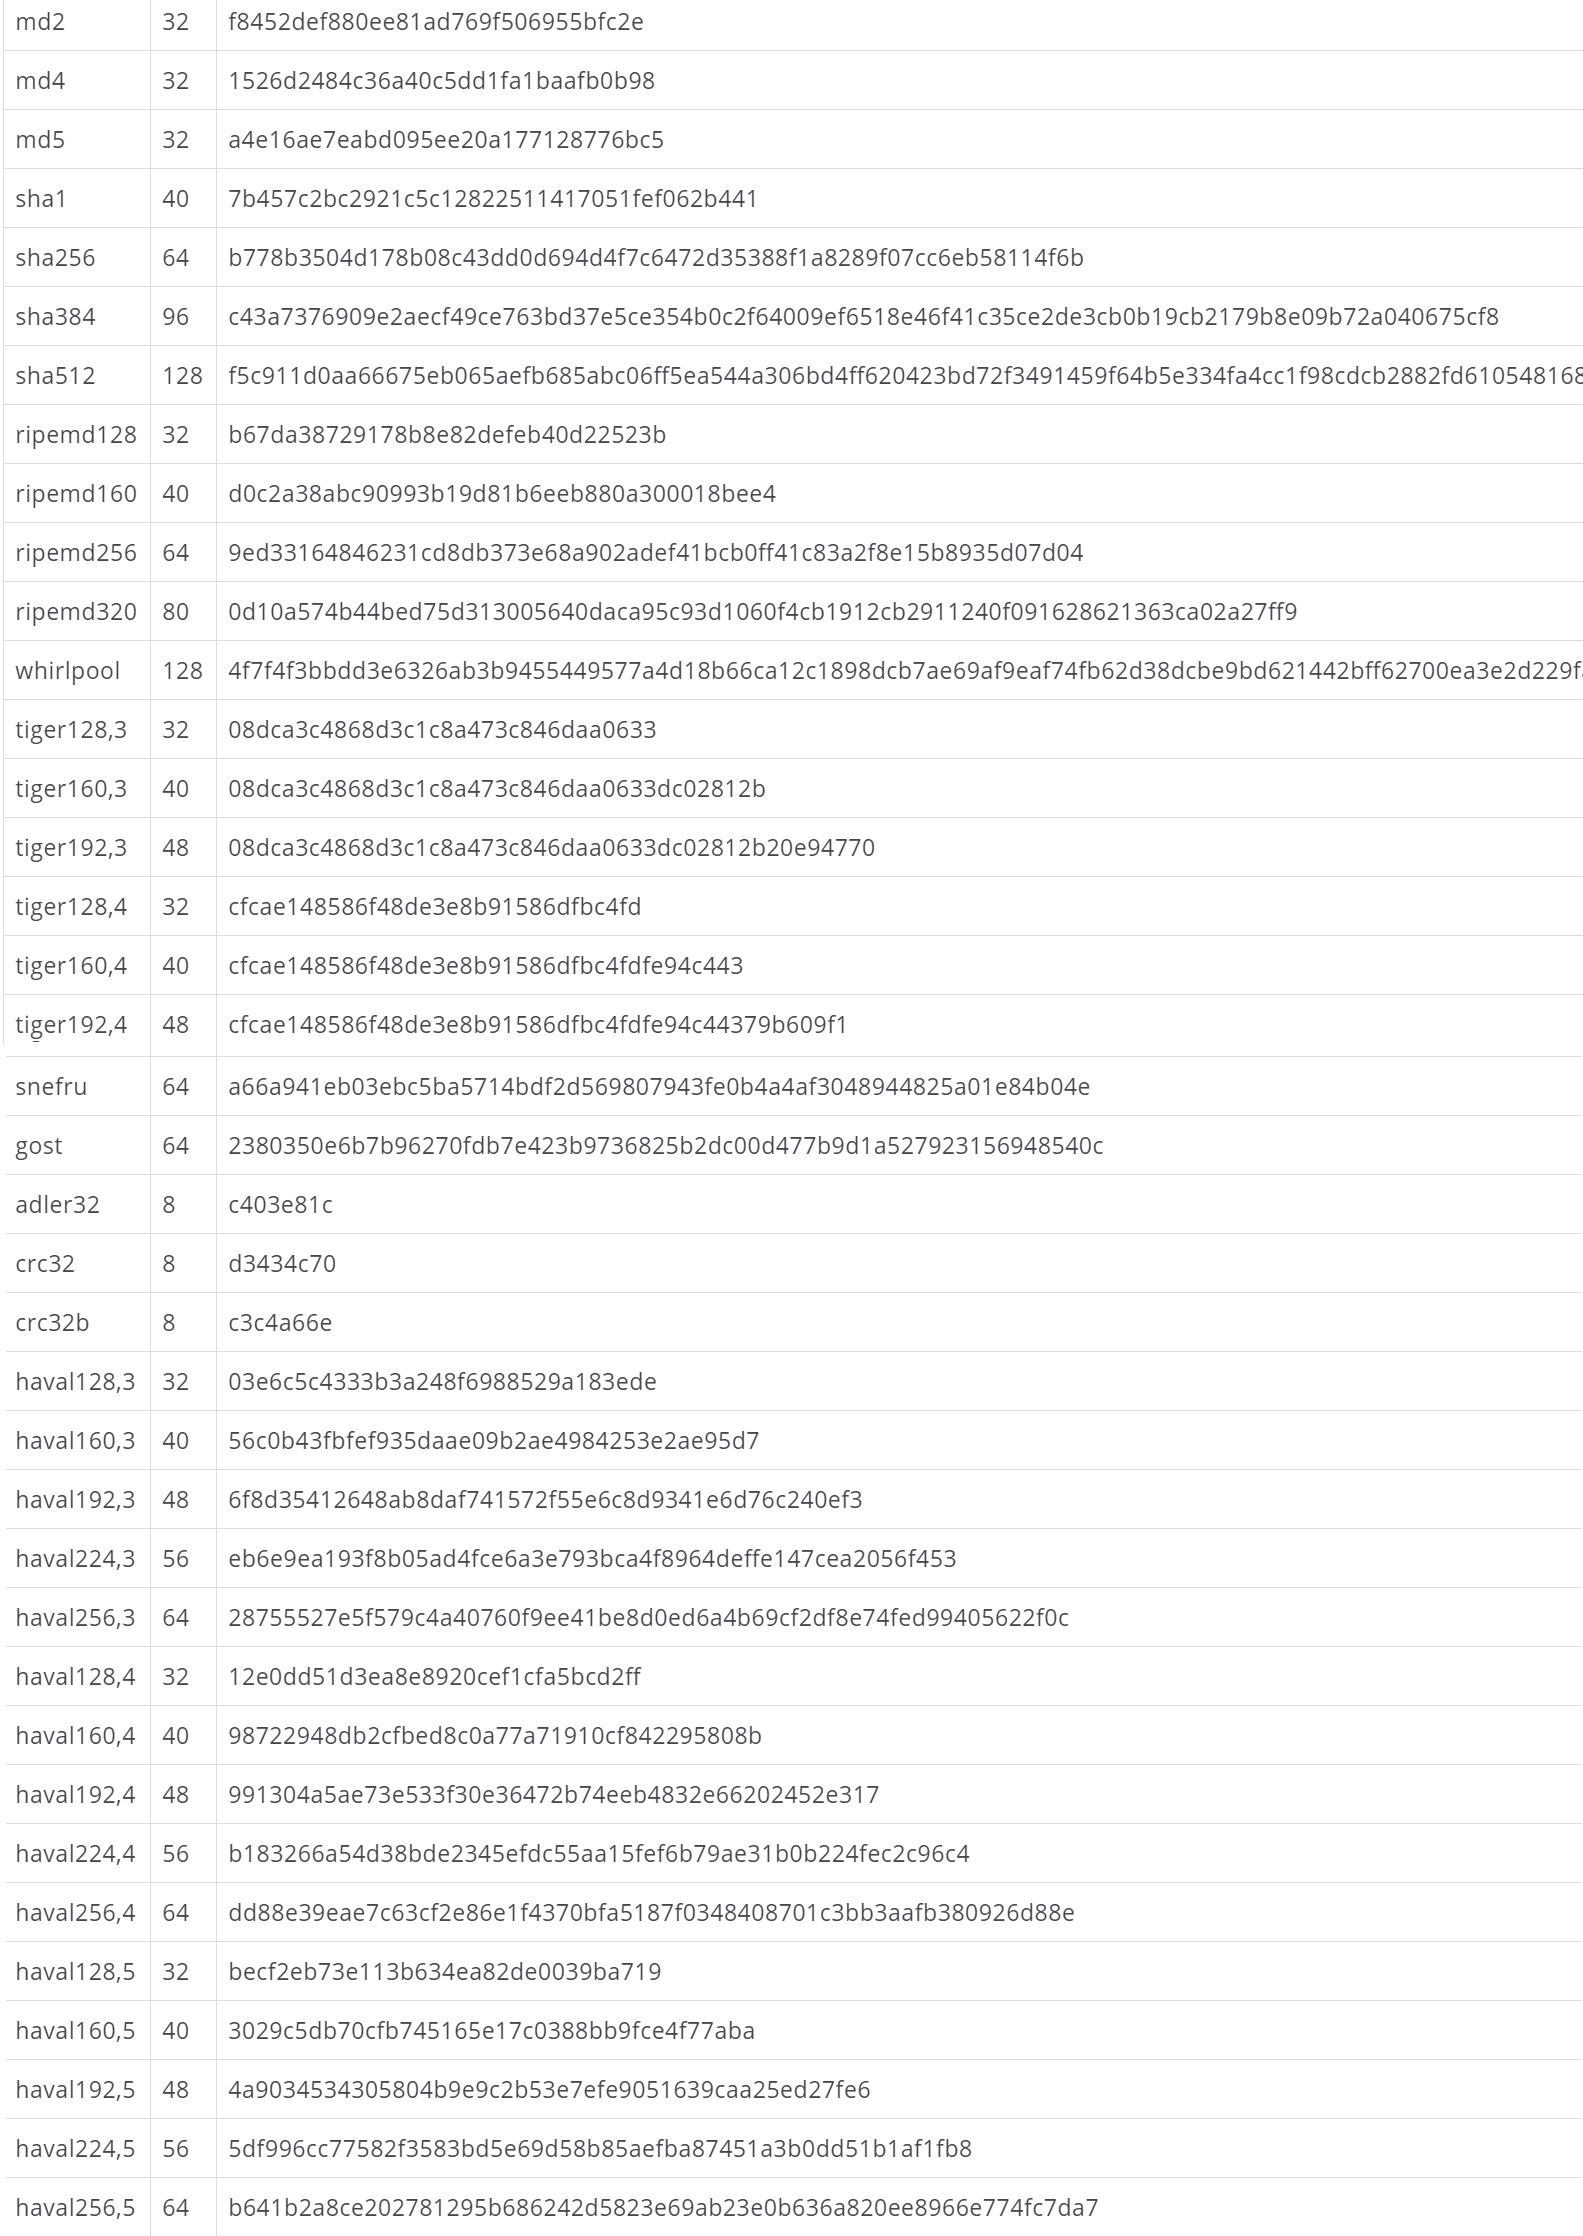 md2 32 f8452def880ee81ad769f506955bfc2e
md4 32 1526d2484c36a40c5dd1fa1baafb0b98
md5 32 a4e16ae7eabd095ee20a177128776bc5
sha1 40 7b457c2bc2921c5c12822511417051fef062b441
sha256 64 b778b3504d178b08c43dd0d694d4f7c6472d35388f1a8289f07cc6eb58114f6b
sha384 96 c43a7376909e2aecf49ce763bd37e5ce354b0c2f64009ef6518e46f41c35ce2de3cb0b19cb2179b8e09b72a040675cf8
sha512 128 f5c911d0aa66675eb065aefb685abc06ff5ea544a306bd4ff620423bd72f3491459f64b5e334fa4cc1f98cdcb2882fd610548168
ripemd128 32 b67da38729178b8e82defeb40d22523b
ripemd160 40 d0c2a38abc90993b19d81b6eeb880a300018bee4
ripemd256 64 9ed33164846231cd8db373e68a902adef41bcb0ff41c83a2f8e15b8935d07d04
ripemd320 80 0d10a574b44bed75d313005640daca95c93d1060f4cb1912cb2911240f091628621363ca02a27ff9
whirlpool 128 4f7f4f3bbdd3e6326ab3b9455449577a4d18b66ca12c1898dcb7ae69af9eaf74fb62d38dcbe9bd621442bff62700ea3e2d229f
tiger128,3 32 08dca3c4868d3c1c8a473c846daa0633
tiger160,3 40 08dca3c4868d3c1c8a473c846daa0633dc02812b
tiger192,3 48 08dca3c4868d3c1c8a473c846daa0633dc02812b20e94770
tiger128,4 32 cfcae148586f48de3e8b91586dfbc4fd
tiger160,4 40 cfcae148586f48de3e8b91586dfbc4fdfe94c443
tiger192,4 48 cfcae148586f48de3e8b91586dfbc4fdfe94c44379b609f1
snefru 64 a66a941eb03ebc5ba5714bdf2d569807943fe0b4a4af3048944825a01e84b04e
gost 64 2380350e6b7b96270fdb7e423b9736825b2dc00d477b9d1a527923156948540c
adler32 8 c403e81c
crc32 8 d3434c70
crc32b 8 c3c4a66e
haval128,3 32 03e6c5c4333b3a248f6988529a183ede
haval160,3 40 56c0b43fbfef935daae09b2ae4984253e2ae95d7
haval192,3 48 6f8d35412648ab8daf741572f55e6c8d9341e6d76c240ef3
haval224,3 56 eb6e9ea193f8b05ad4fce6a3e793bca4f8964deffe147cea2056f453
haval256,3 64 28755527e5f579c4a40760f9ee41be8d0ed6a4b69cf2df8e74fed99405622f0c
haval128,4 32 12e0dd51d3ea8e8920cef1cfa5bcd2ff
haval160,4 40 98722948db2cfbed8c0a77a71910cf842295808b
haval192,4 48 991304a5ae73e533f30e36472b74eeb4832e66202452e317
haval224,4 56 b183266a54d38bde2345efdc55aa15fef6b79ae31b0b224fec2c96c4
haval256,4 64 dd88e39eae7c63cf2e86e1f4370bfa5187f0348408701c3bb3aafb380926d88e
haval128,5 32 becf2eb73e113b634ea82de0039ba719
haval160,5 40 3029c5db70cfb745165e17c0388bb9fce4f77aba
haval192,5 48 4a9034534305804b9e9c2b53e7efe9051639caa25ed27fe6
haval224,5 56 5df996cc77582f3583bd5e69d58b85aefba87451a3b0dd51b1af1fb8
haval256,5 64 b641b2a8ce202781295b686242d5823e69ab23e0b636a820ee8966e774fc7da7